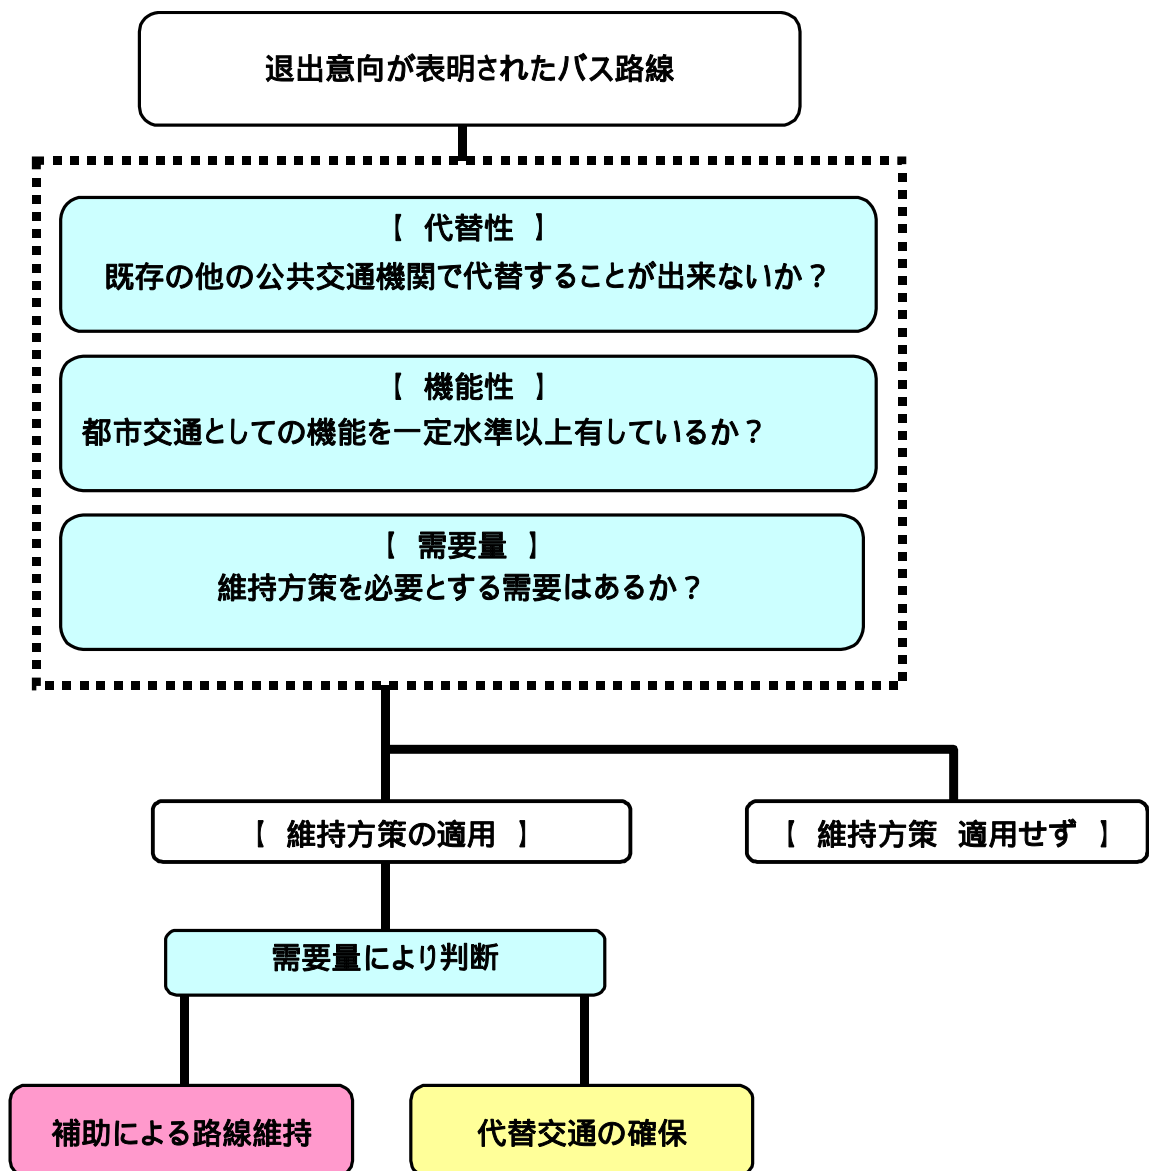 退出意向が表明されたバス路線
【 代替性 】
既存の他の公共交通機関で代替することが出来ないか？
【 機能性 】
都市交通としての機能を一定水準以上有しているか？
【 需要量 】
維持方策を必要とする需要はあるか？
【 維持方策の適用 】
【 維持方策 適用せず 】
需要量により判断
補助による路線維持
代替交通の確保